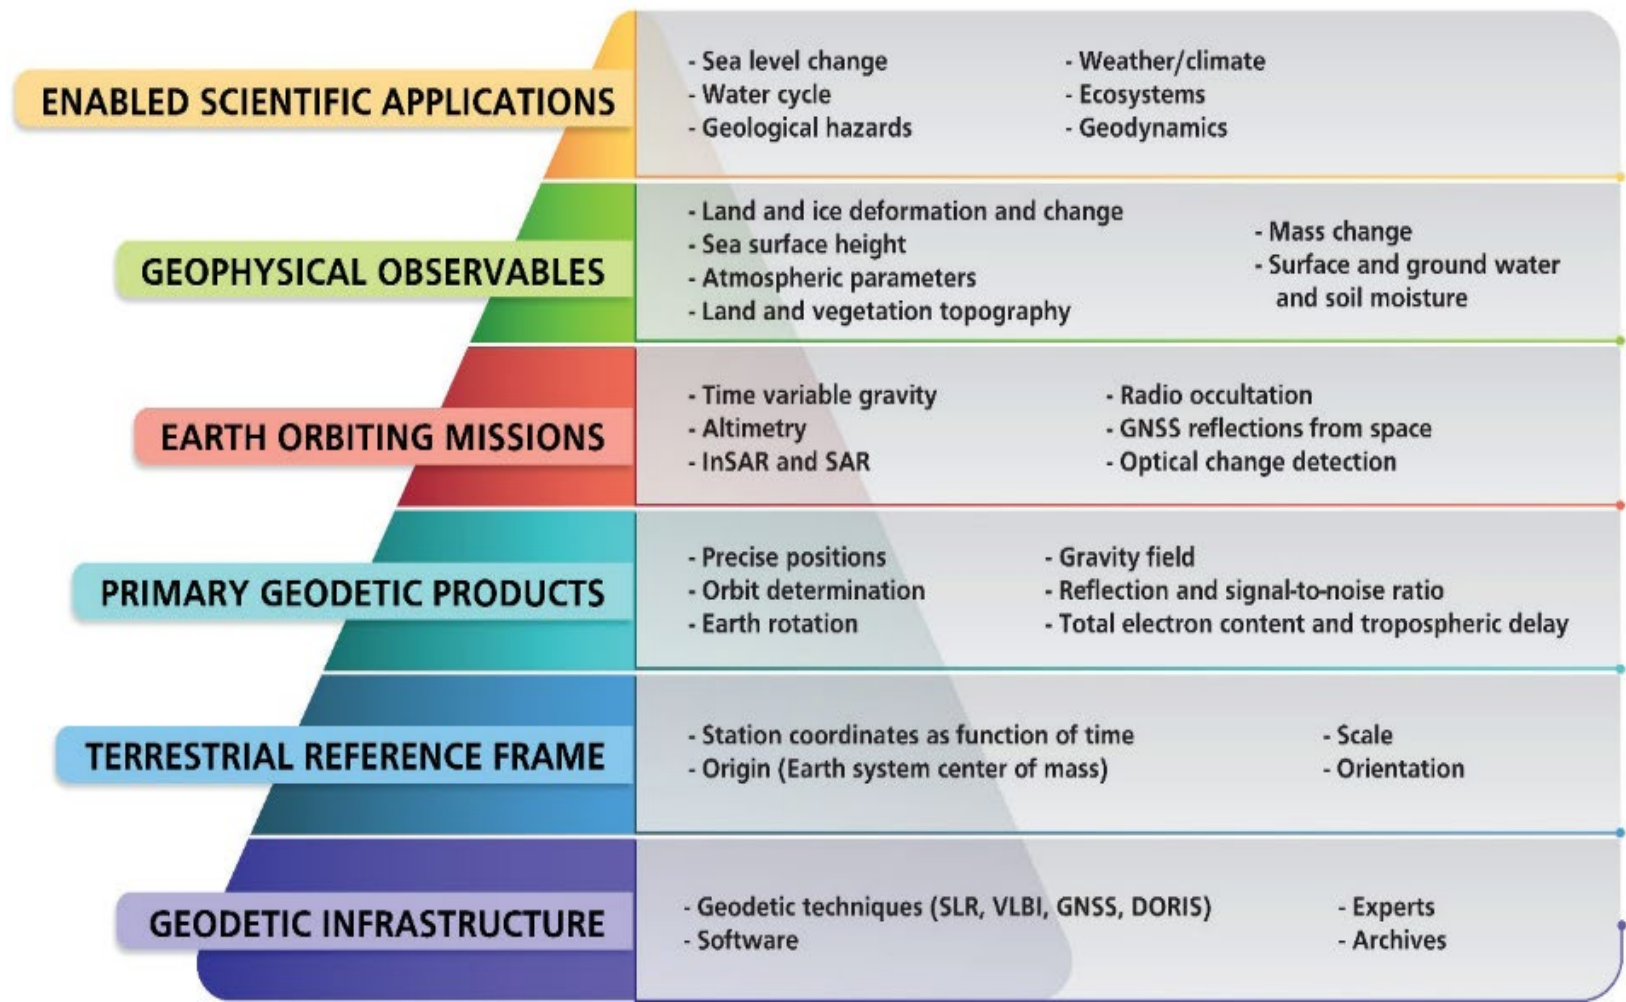 ENABLED SCIENTIFIC APPLICATIONS
- Sea level change
- Water cycle
- Geological hazards
- Weather/climate
- Ecosystems
- Geodynamics
GEOPHYSICAL OBSERVABLES
- Land and ice deformation and change
- Sea surface height
- Atmospheric parameters
- Land and vegetation topography
- Mass change
- Surface and ground water
and soil moisture
EARTH ORBITING MISSIONS
- Time variable gravity
- Altimetry
- InSAR and SAR
- Radio occultation
- GNSS reflections from space
- Optical change detection
PRIMARY GEODETIC PRODUCTS
- Precise positions
- Orbit determination
- Earth rotation
- Gravity field
- Reflection and signal-to-noise ratio
- Total electron content and tropospheric delay
TERRESTRIAL REFERENCE FRAME
- Station coordinates as function of time
- Origin (Earth system center of mass)
- Scale
- Orientation
GEODETIC INFRASTRUCTURE
- Geodetic techniques (SLR, VLBI, GNSS, DORIS)
- Software
- Experts
- Archives